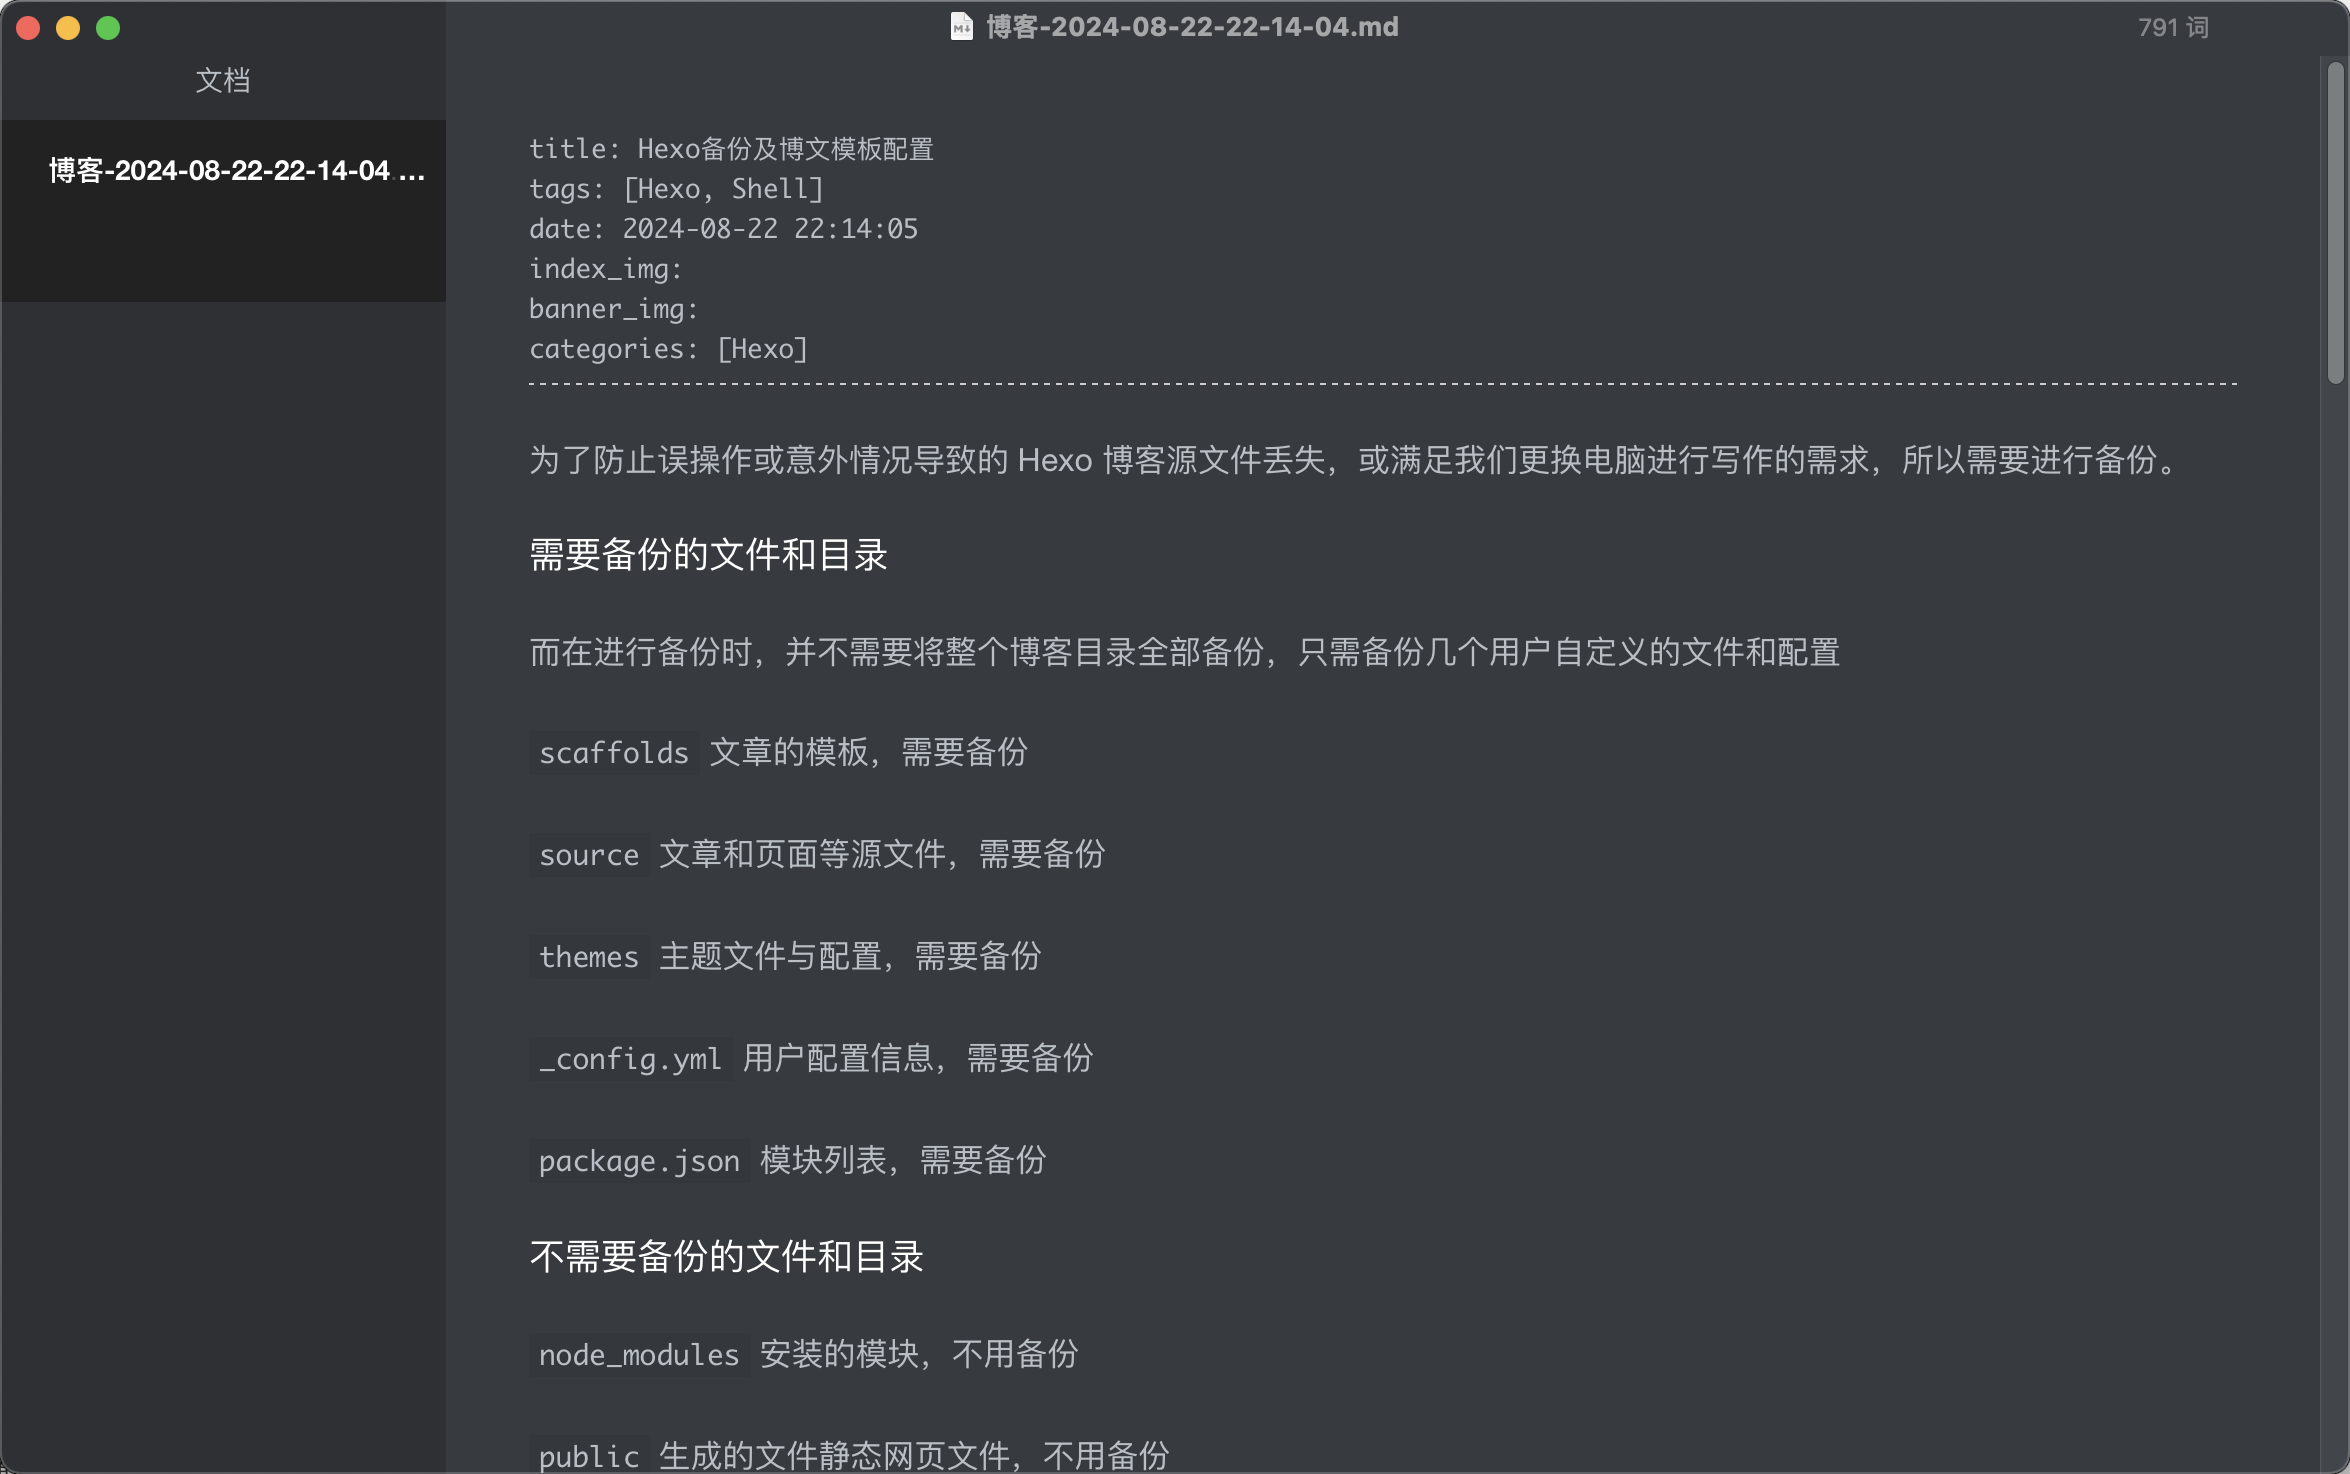 博客-2024-08-22-22-14-04.md
791 词
文档
博客-2024-08-22-22-14-04....
title: Hexo备份及博文模板配置
tags: [Hexo, Shell]
date: 2024-08-22 22:14:05
index_img:
banner_img:
categories: [Hexo]
为了防止误操作或意外情况导致的 Hexo 博客源文件丢失，或满足我们更换电脑进行写作的需求，所以需要进行备份。
需要备份的文件和目录
而在进行备份时，并不需要将整个博客目录全部备份，只需备份几个用户自定义的文件和配置
scaffolds 文章的模板，需要备份
source 文章和页面等源文件，需要备份
themes 主题文件与配置，需要备份
_config.yml 用户配置信息，需要备份
package.json 模块列表，需要备份
不需要备份的文件和目录
node_modules 安装的模块，不用备份
public 生成的文件静态网页文件，不用备份